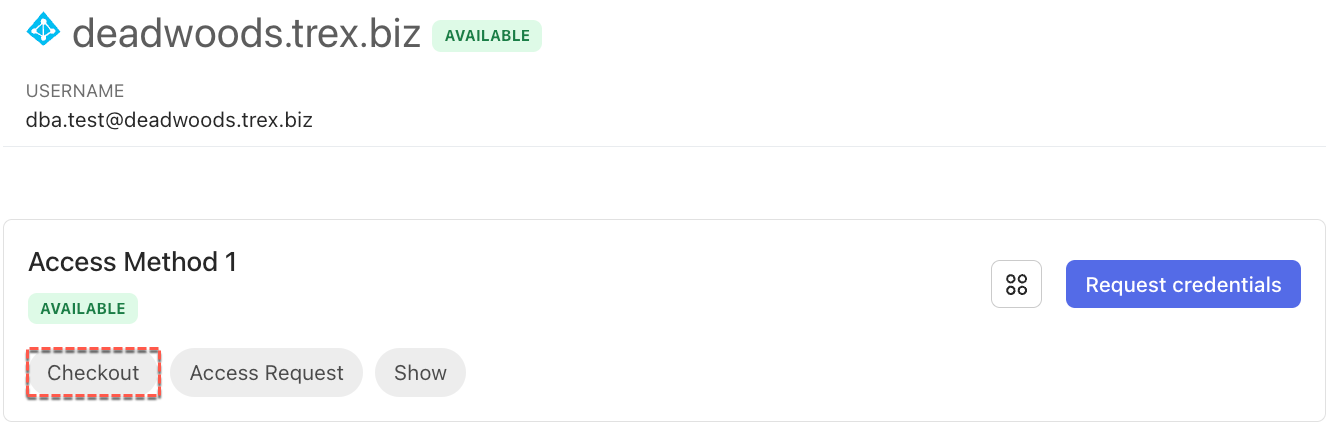 deadwoods.trex.biz AVAILABLE
USERNAME
dba.test@deadwoods.trex.biz
Access Method 1
AVAILABLE
Request credentials
Checkout Access Request Show